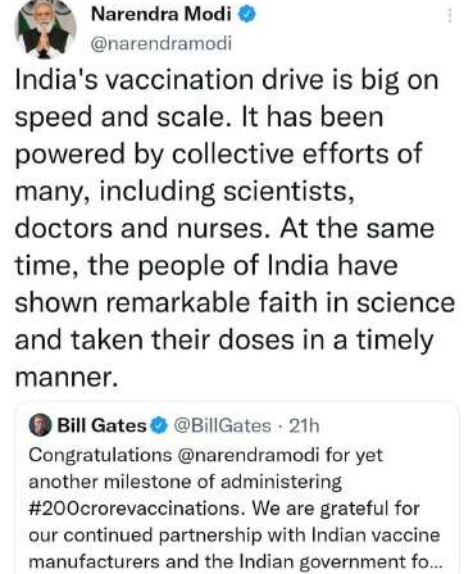 Narendra Modi
@narendramodi
India's vaccination drive is big on
speed and scale. It has been
powered by collective efforts of
many, including scientists,
doctors and nurses. At the same
time, the people of India have
shown remarkable faith in science
and taken their doses in a timely
manner.
Bill Gates @BillGates · 21h
Congratulations @narendramodi for yet
another milestone of administering
#200crorevaccinations. We are grateful for
our continued partnership with Indian vaccine
manufacturers and the Indian government fo...